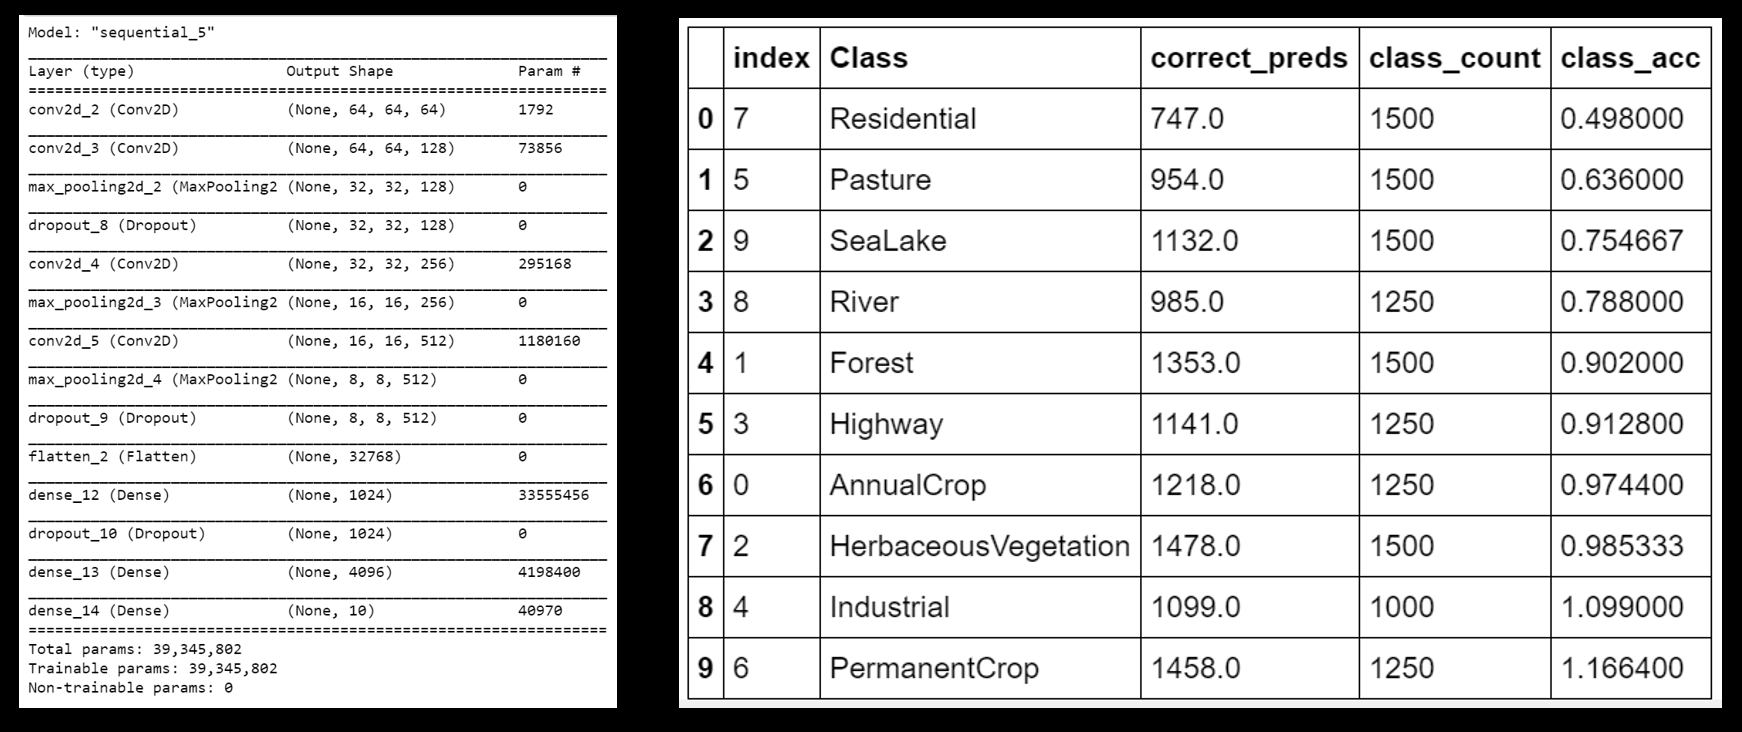 Model: "sequential_5"
Layer (type) Output Shape Param #
conv2d_2 (Conv2D) (None, 64, 64, 64) 1792
conv2d_3 (Conv2D) (None, 64, 64, 128) 73856
max_pooling2d_2 (MaxPooling2 (None, 32, 32, 128) 0
dropout_8 (Dropout) (None, 32, 32, 128) 0
conv2d_4 (Conv2D) (None, 32, 32, 256) 295168
max_pooling2d_3 (MaxPooling2 (None, 16, 16, 256) 0
conv2d_5 (Conv2D) (None, 16, 16, 512) 1180160
max_pooling2d_4 (MaxPooling2 (None, 8, 8, 512) 0
dropout_9 (Dropout) (None, 8, 8, 512) 0
flatten_2 (Flatten) (None, 32768) 0
dense_12 (Dense) (None, 1024) 33555456
dropout_10 (Dropout) (None, 1024) 0
dense_13 (Dense) (None, 4096) 4198400
dense_14 (Dense) (None, 10) 40970
Total params: 39,345,802
Trainable params: 39,345,802
Non-trainable params: 0
index Class correct_preds class_count class_acc
0 7 Residential 747.0 1500 0.498000
1 5 Pasture 954.0 1500 0.636000
2 9 SeaLake 1132.0 1500 0.754667
3 8 River 985.0 1250 0.788000
4 1 Forest 1353.0 1500 0.902000
5 3 Highway 1141.0 1250 0.912800
6 0 AnnualCrop 1218.0 1250 0.974400
7 2 HerbaceousVegetation 1478.0 1500 0.985333
8 4 Industrial 1099.0 1000 1.099000
9 6 PermanentCrop 1458.0 1250 1.166400